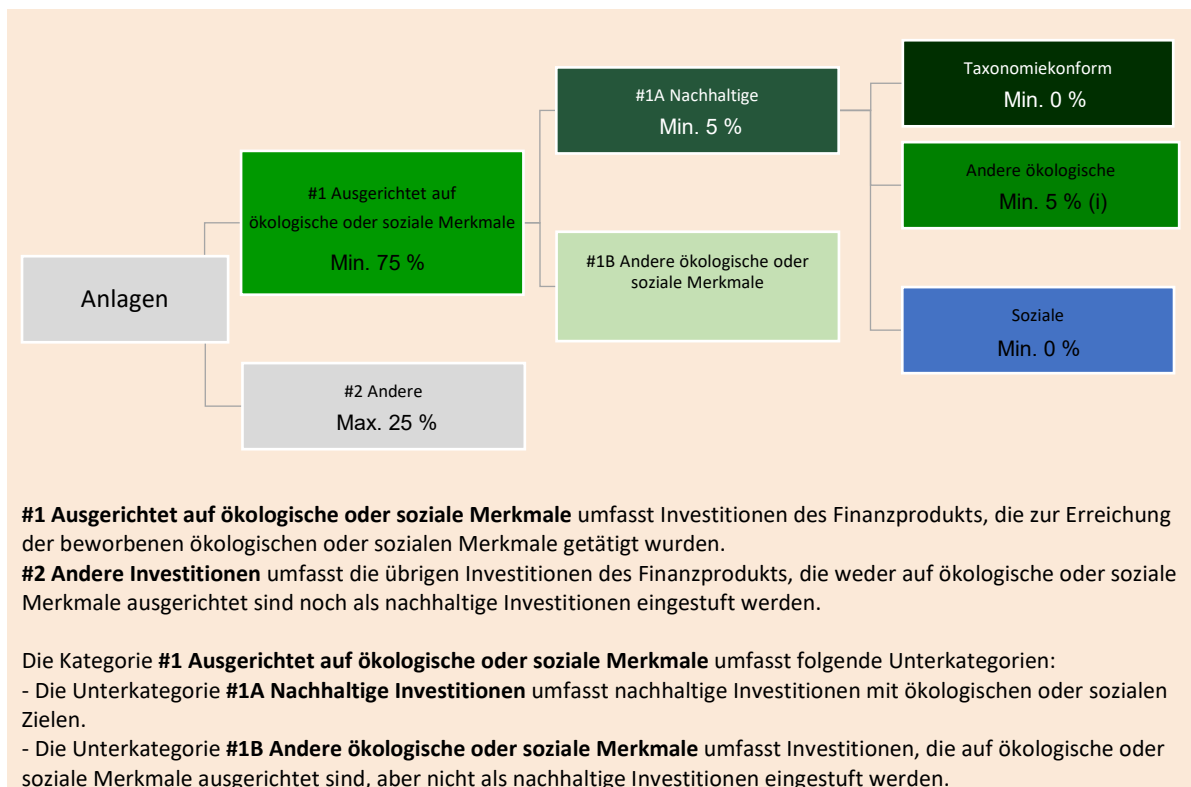 Anlagen
#1 Ausgerichtet auf
ökologische oder soziale Merkmale
Min. 75 %
#2 Andere
Max. 25 %
#1A Nachhaltige
Min. 5 %
#1B Andere ökologische oder
soziale Merkmale
Taxonomiekonform
Min. 0 %
Andere ökologische
Min. 5 % (i)
Soziale
Min. 0 %
#1 Ausgerichtet auf ökologische oder soziale Merkmale umfasst Investitionen des Finanzprodukts, die zur Erreichung
der beworbenen ökologischen oder sozialen Merkmale getätigt wurden.
#2 Andere Investitionen umfasst die übrigen Investitionen des Finanzprodukts, die weder auf ökologische oder soziale
Merkmale ausgerichtet sind noch als nachhaltige Investitionen eingestuft werden.
Die Kategorie #1 Ausgerichtet auf ökologische oder soziale Merkmale umfasst folgende Unterkategorien:
- Die Unterkategorie #1A Nachhaltige Investitionen umfasst nachhaltige Investitionen mit ökologischen oder sozialen
Zielen.
- Die Unterkategorie #1B Andere ökologische oder soziale Merkmale umfasst Investitionen, die auf ökologische oder
soziale Merkmale ausgerichtet sind, aber nicht als nachhaltige Investitionen eingestuft werden.